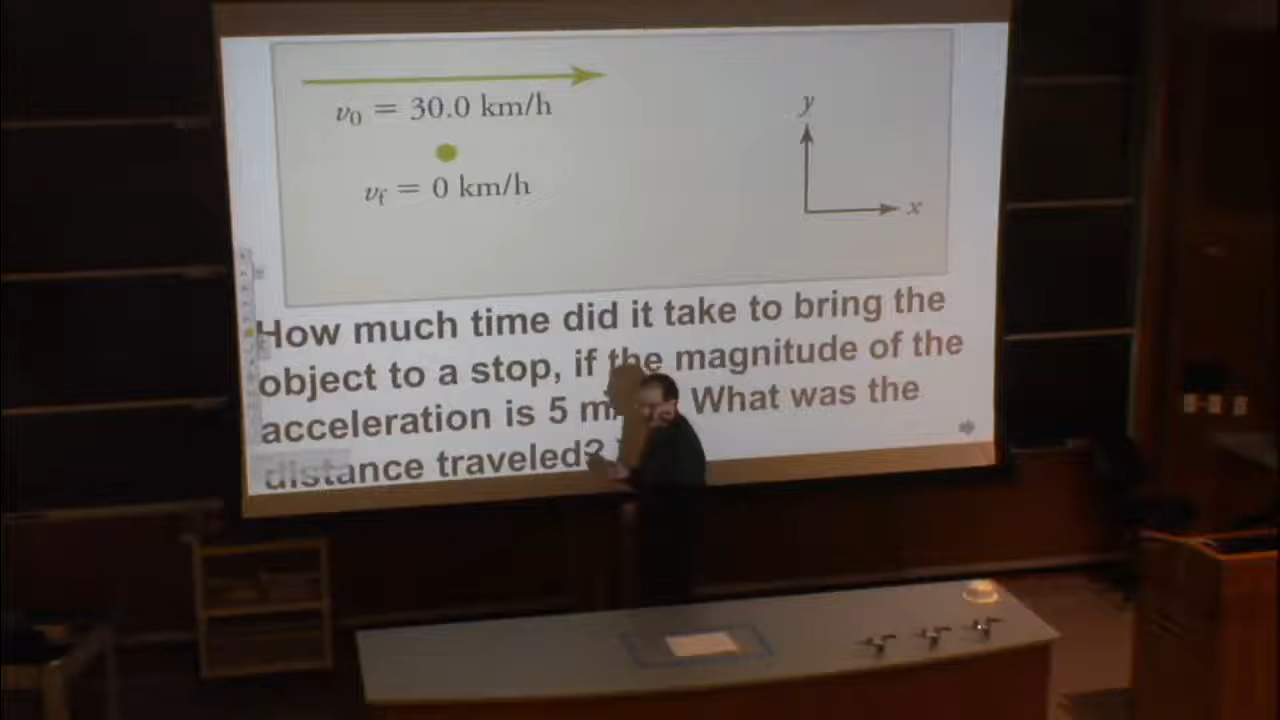 v₀ = 30.0 km/h
v_f = 0 km/h
y
x
How much time did it take to bring the
object to a stop, if the magnitude of the
acceleration is 5 m/ What was the
distance traveled?